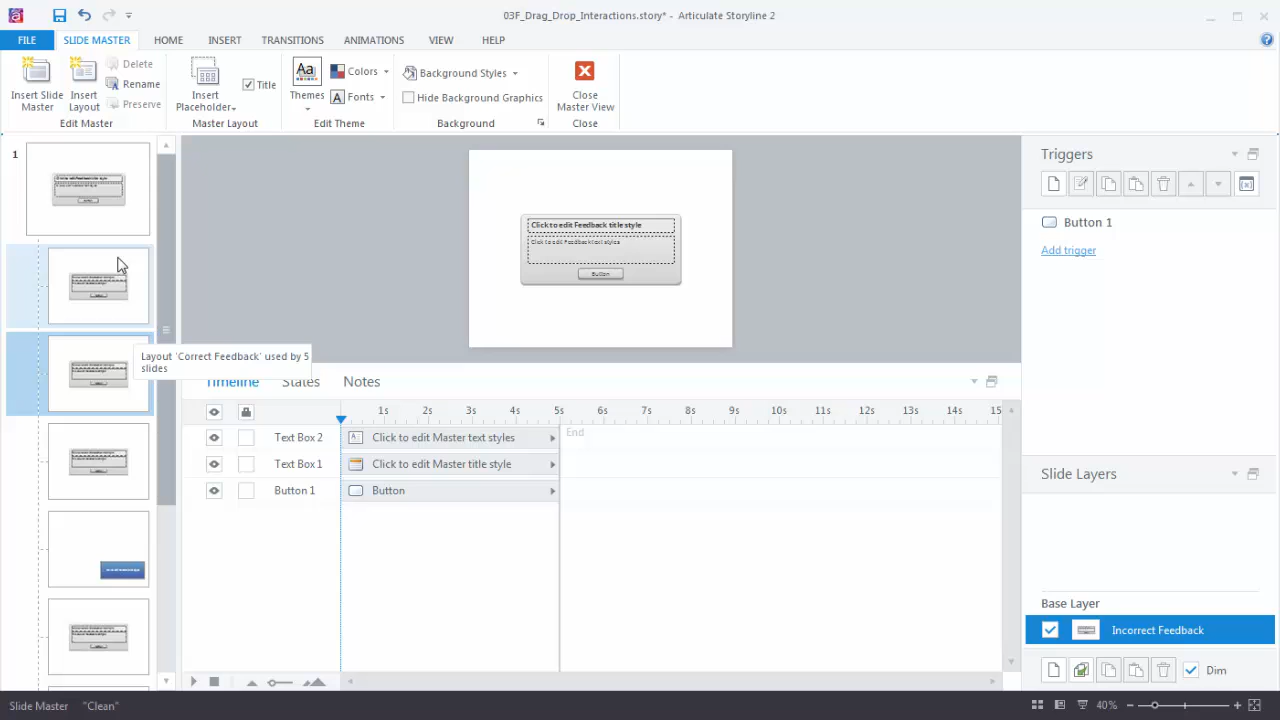 03F_Drag_Drop_Interactions.story* - Articulate Storyline 2
FILE
SLIDE MASTER
HOME
INSERT
TRANSITIONS
ANIMATIONS
VIEW
HELP
Insert Slide
Master
Insert
Layout
Delete
Rename
Preserve
Edit Master
Insert
Placeholder
Title
Master Layout
Themes
Colors
Fonts
Edit Theme
Background Styles
Hide Background Graphics
Background
Close
Master View
Close
1
Layout 'Correct Feedback' used by 5
slides
Click to edit Feedback title style
Click to edit Feedback text styles
Button
Triggers
Button 1
Add trigger
Timeline
States
Notes
1s 2s 3s 4s 5s 6s 7s 8s 9s 10s 11s 12s 13s 14s 15
Text Box 2
Click to edit Master text styles
End
Text Box 1
Click to edit Master title style
Button 1
Button
Slide Layers
Base Layer
Incorrect Feedback
Dim
Slide Master
"Clean"
40%